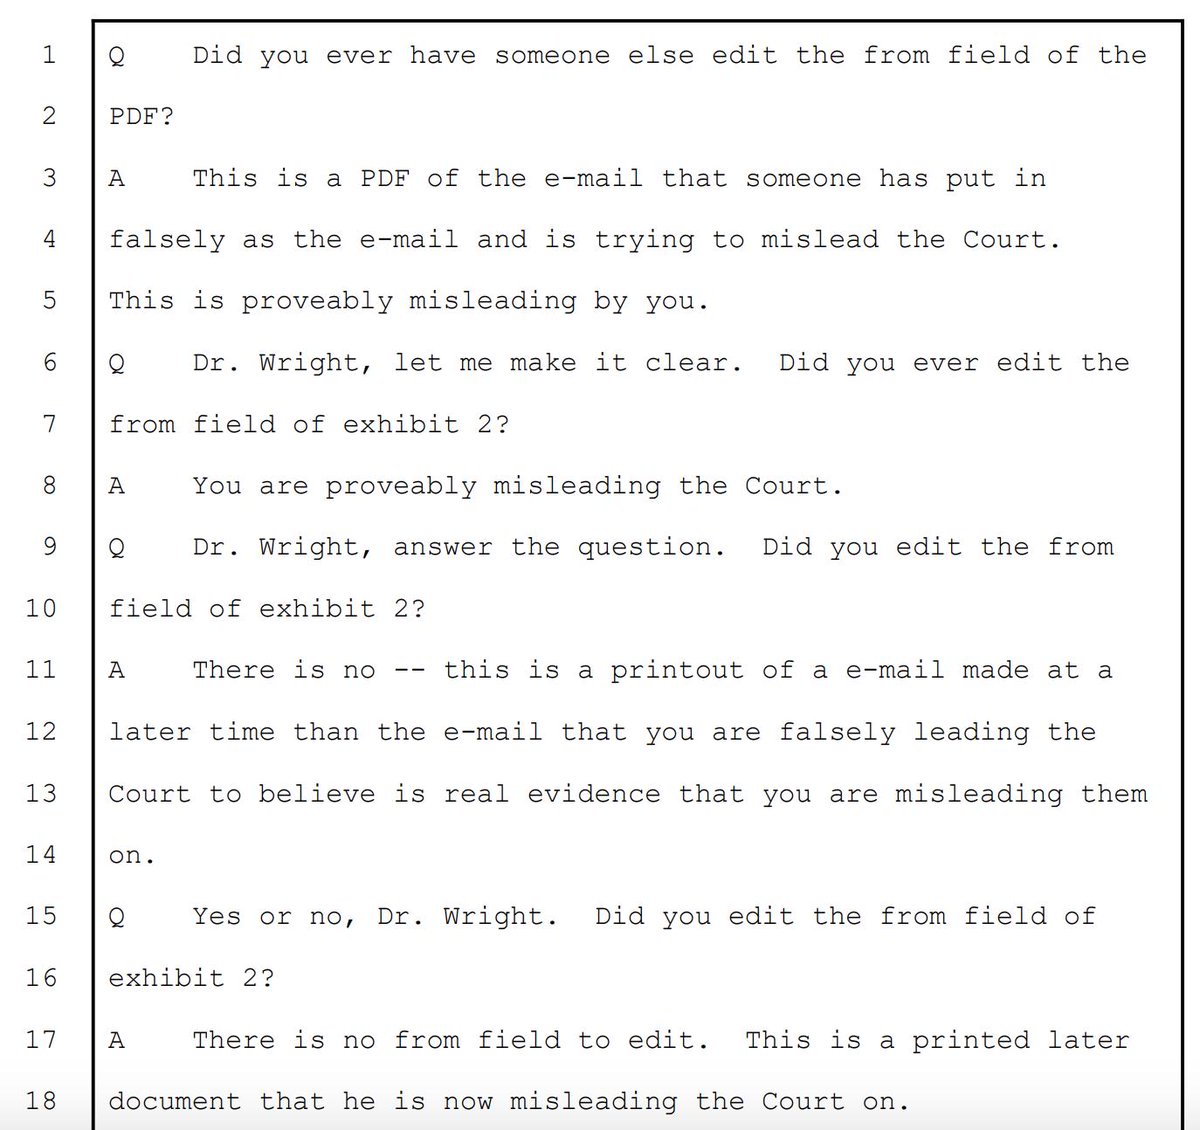 1 Q Did you ever have someone else edit the from field of the
2 PDF?
3 A This is a PDF of the e-mail that someone has put in
4 falsely as the e-mail and is trying to mislead the Court.
5 This is proveably misleading by you.
6 Q Dr. Wright, let me make it clear. Did you ever edit the
7 from field of exhibit 2?
8 A You are proveably misleading the Court.
9 Q Dr. Wright, answer the question. Did you edit the from
10 field of exhibit 2?
11 A There is no -- this is a printout of a e-mail made at a
12 later time than the e-mail that you are falsely leading the
13 Court to believe is real evidence that you are misleading them
14 on.
15 Q Yes or no, Dr. Wright. Did you edit the from field of
16 exhibit 2?
17 A There is no from field to edit. This is a printed later
18 document that he is now misleading the Court on.